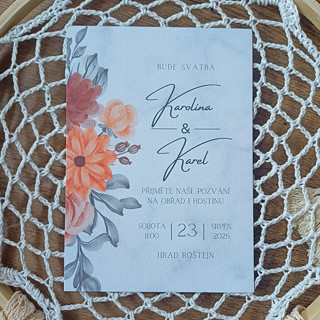 BUDE SVATBA
Karolina
&
Karel
PŘIJMĚTE NAŠE POZVÁNÍ
NA OBŘAD I HOSTINU
SOBOTA | 23 | SRPEN
11:00 2025
HRAD ROŠTEJN